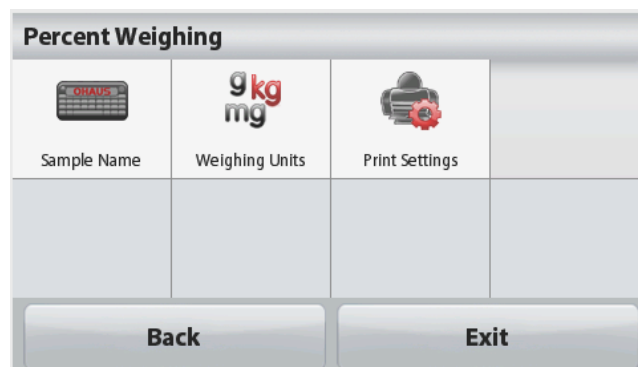 Percent Weighing
OHAUS
g kg
mg
Sample Name
Weighing Units
Print Settings
Back
Exit